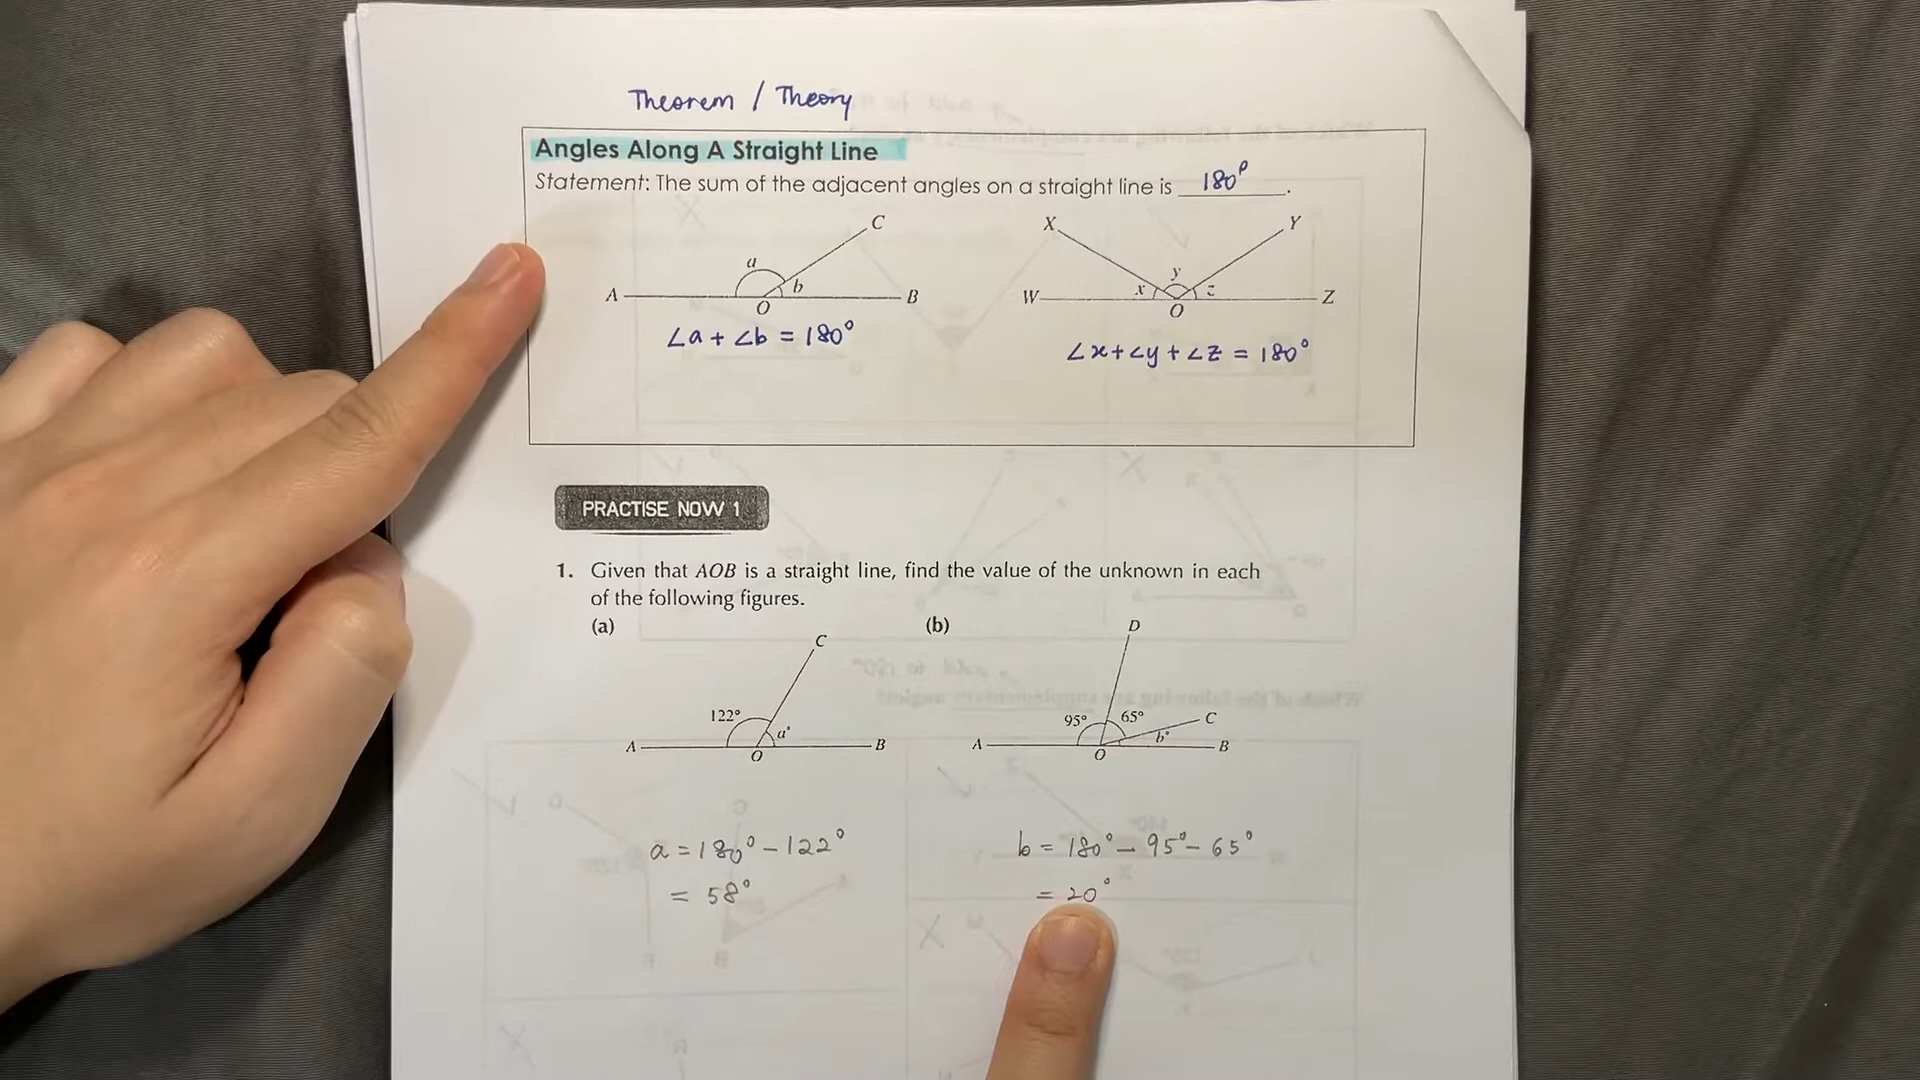 Theorem / Theory
Angles Along A Straight Line
Statement: The sum of the adjacent angles on a straight line is 180°.
C
a
b
A
B
O
∠a + ∠b = 180°
X
Y
y
x
z
W
Z
O
∠x + ∠y + ∠z = 180°
PRACTISE NOW 1
1. Given that AOB is a straight line, find the value of the unknown in each
of the following figures.
(a)
C
122°
a°
A
B
O
(b)
D
95°
65°
C
b°
A
B
O
a = 180° - 122°
= 58°
b = 180° - 95° - 65°
= 20°